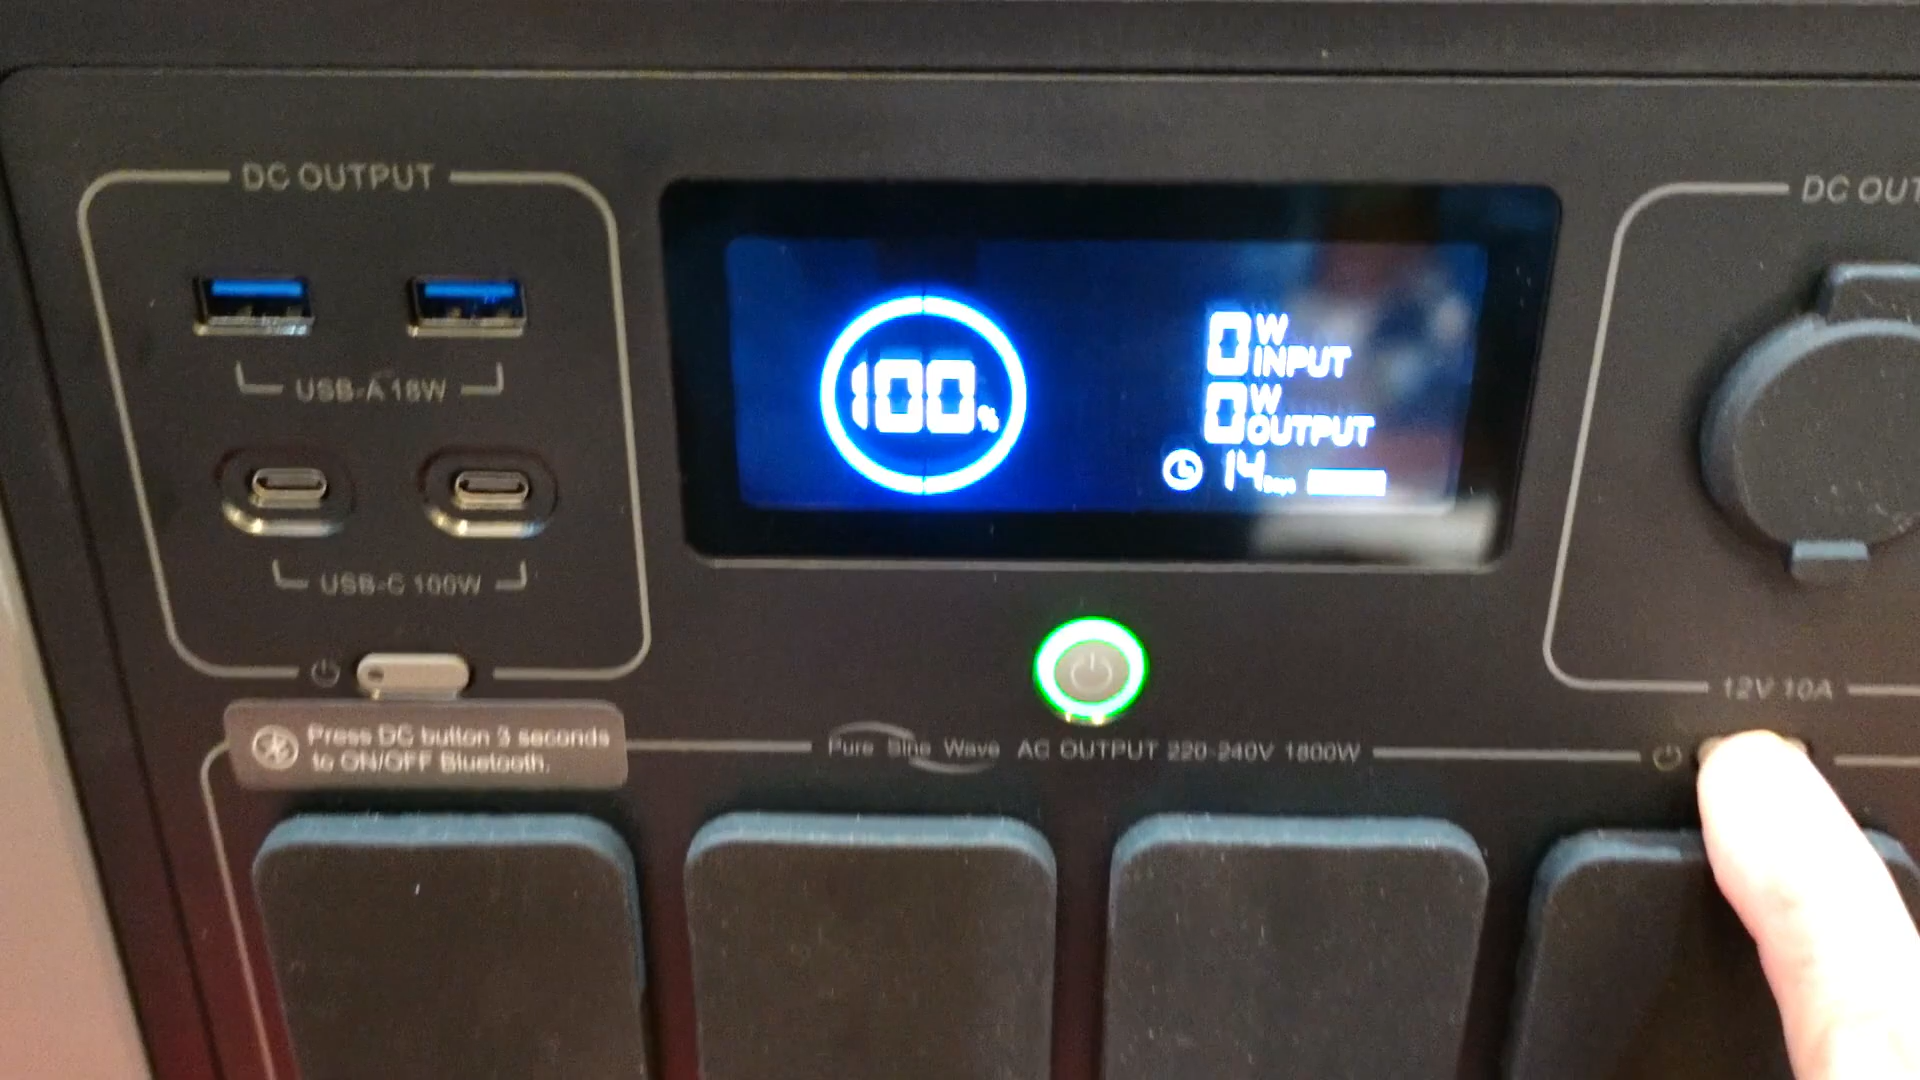 DC OUTPUT
USB-A 18W
USB-C 100W
Press DC button 3 seconds
to ON/OFF Bluetooth.
100%
0W
INPUT
0W
OUTPUT
14 Days
Pure Sine Wave AC OUTPUT 220-240V 1800W
DC OUT
12V 10A